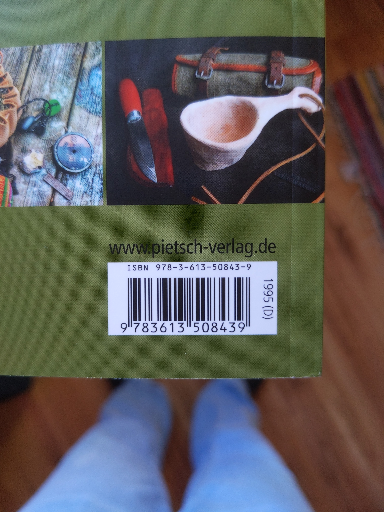 www.pietsch-verlag.de
ISBN 978-3-613-50843-9
9 783613 508439
1995 (D)